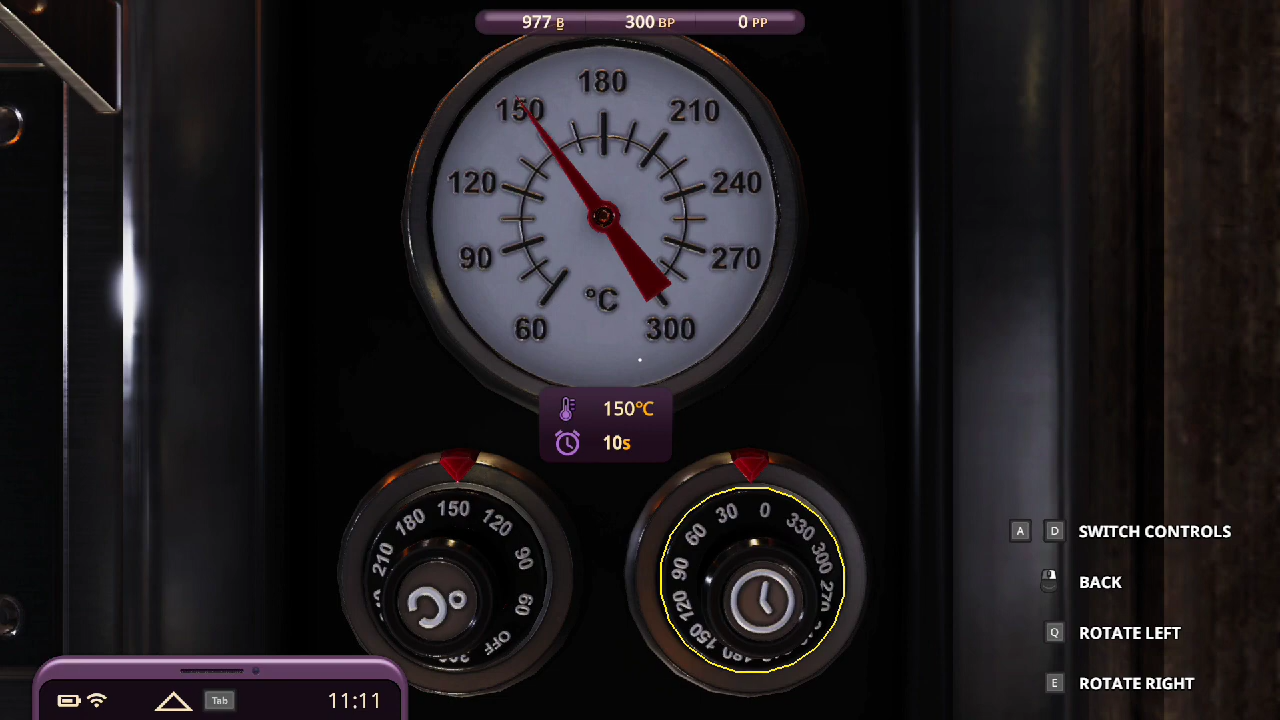 977 B 300 BP 0 PP
180
150 210
120 240
90 270
°C
60 300
150°C
10s
210 180 150 120 90 60 OFF
150 120 90 60 30 0 330 300 270
A D SWITCH CONTROLS
BACK
Q ROTATE LEFT
E ROTATE RIGHT
Tab 11:11